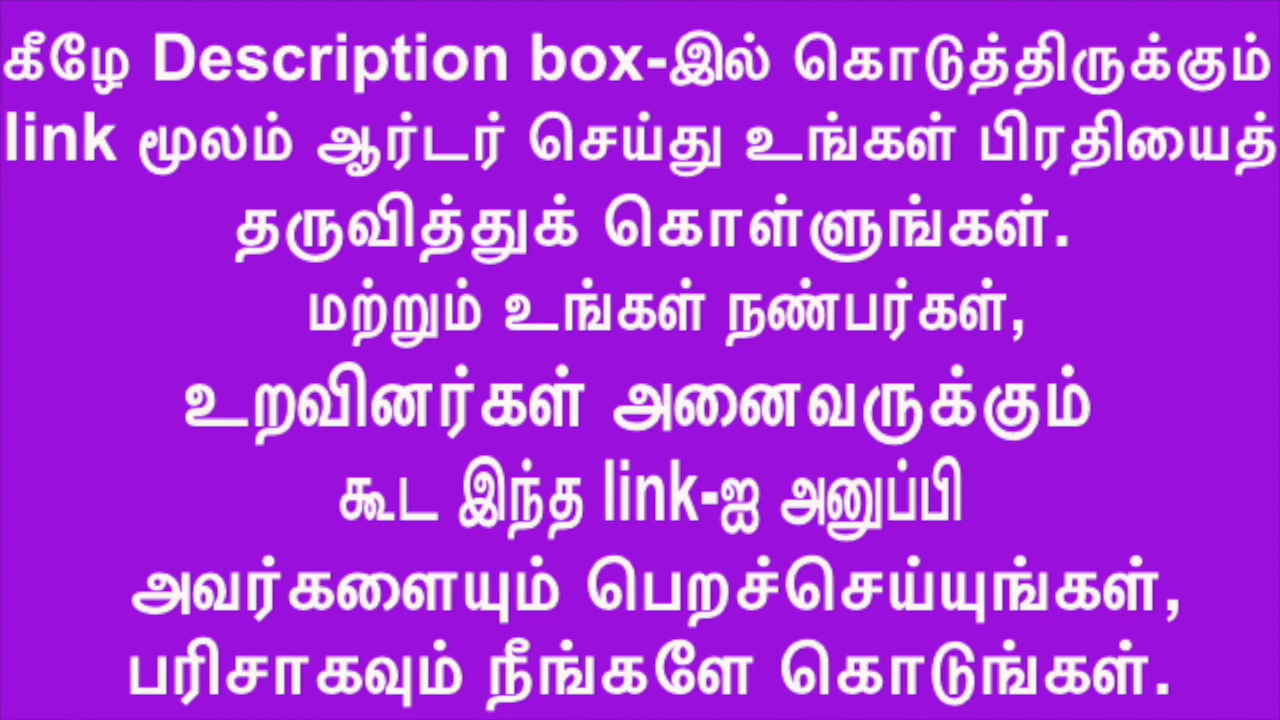 கீழே Description box-இல் கொடுத்திருக்கும்
link மூலம் ஆர்டர் செய்து உங்கள் பிரதியைத்
தருவித்துக் கொள்ளுங்கள்.
மற்றும் உங்கள் நண்பர்கள்,
உறவினர்கள் அனைவருக்கும்
கூட இந்த link-ஐ அனுப்பி
அவர்களையும் பெறச்செய்யுங்கள்,
பரிசாகவும் நீங்களே கொடுங்கள்.